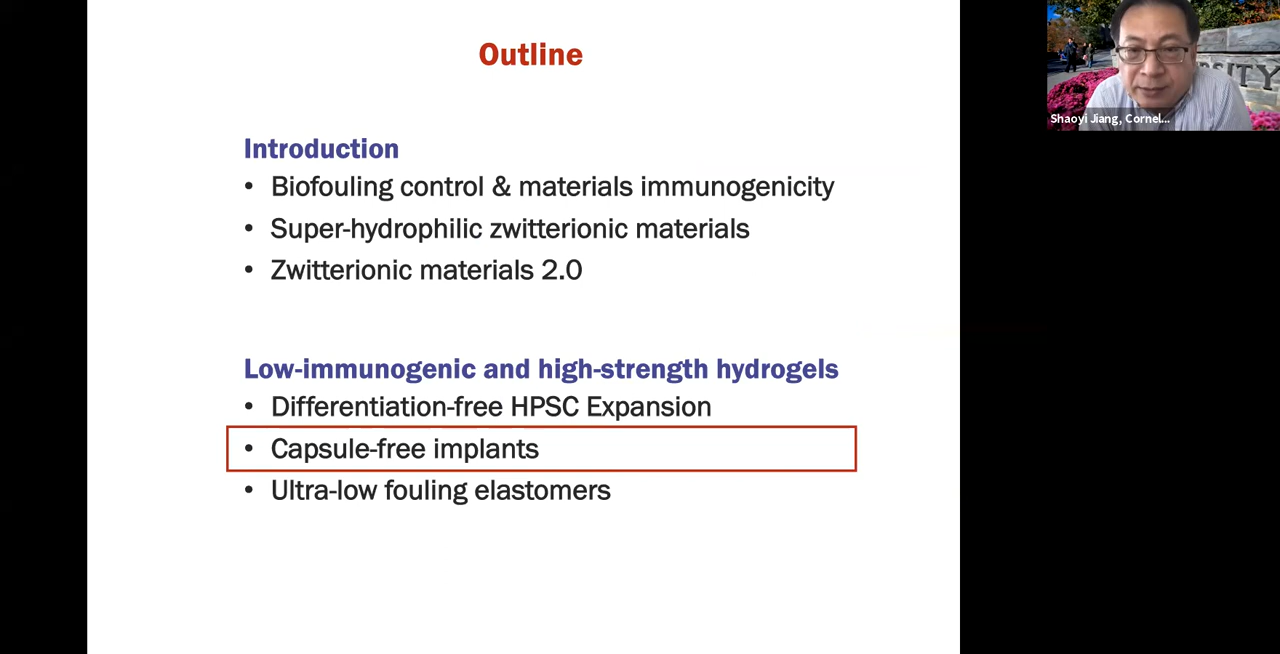 Outline
Introduction
• Biofouling control & materials immunogenicity
• Super-hydrophilic zwitterionic materials
• Zwitterionic materials 2.0
Low-immunogenic and high-strength hydrogels
• Differentiation-free HPSC Expansion
• Capsule-free implants
• Ultra-low fouling elastomers
RSITY
Shaoyi Jiang, Cornel...